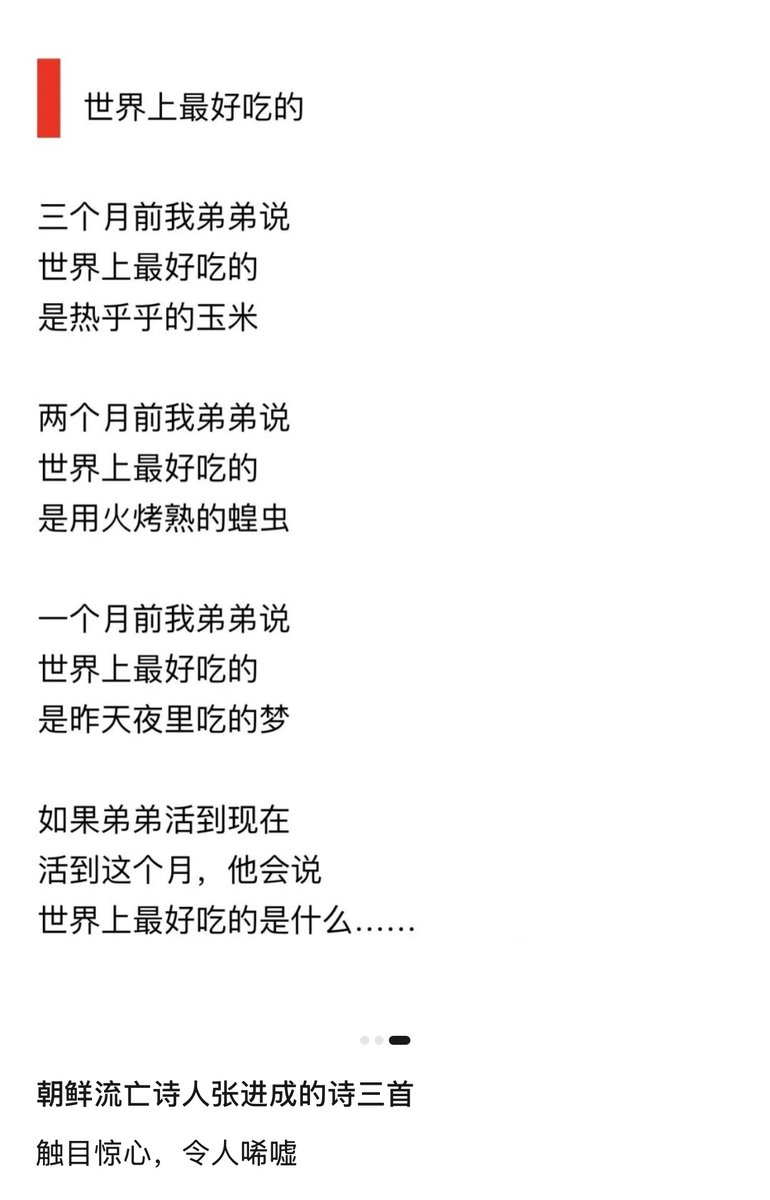 世界上最好吃的
三个月前我弟弟说
世界上最好吃的
是热乎乎的玉米
两个月前我弟弟说
世界上最好吃的
是用火烤熟的蝗虫
一个月前我弟弟说
世界上最好吃的
是昨天夜里吃的梦
如果弟弟活到现在
活到这个月，他会说
世界上最好吃的是什么……
朝鲜流亡诗人张进成的诗三首
触目惊心，令人唏嘘